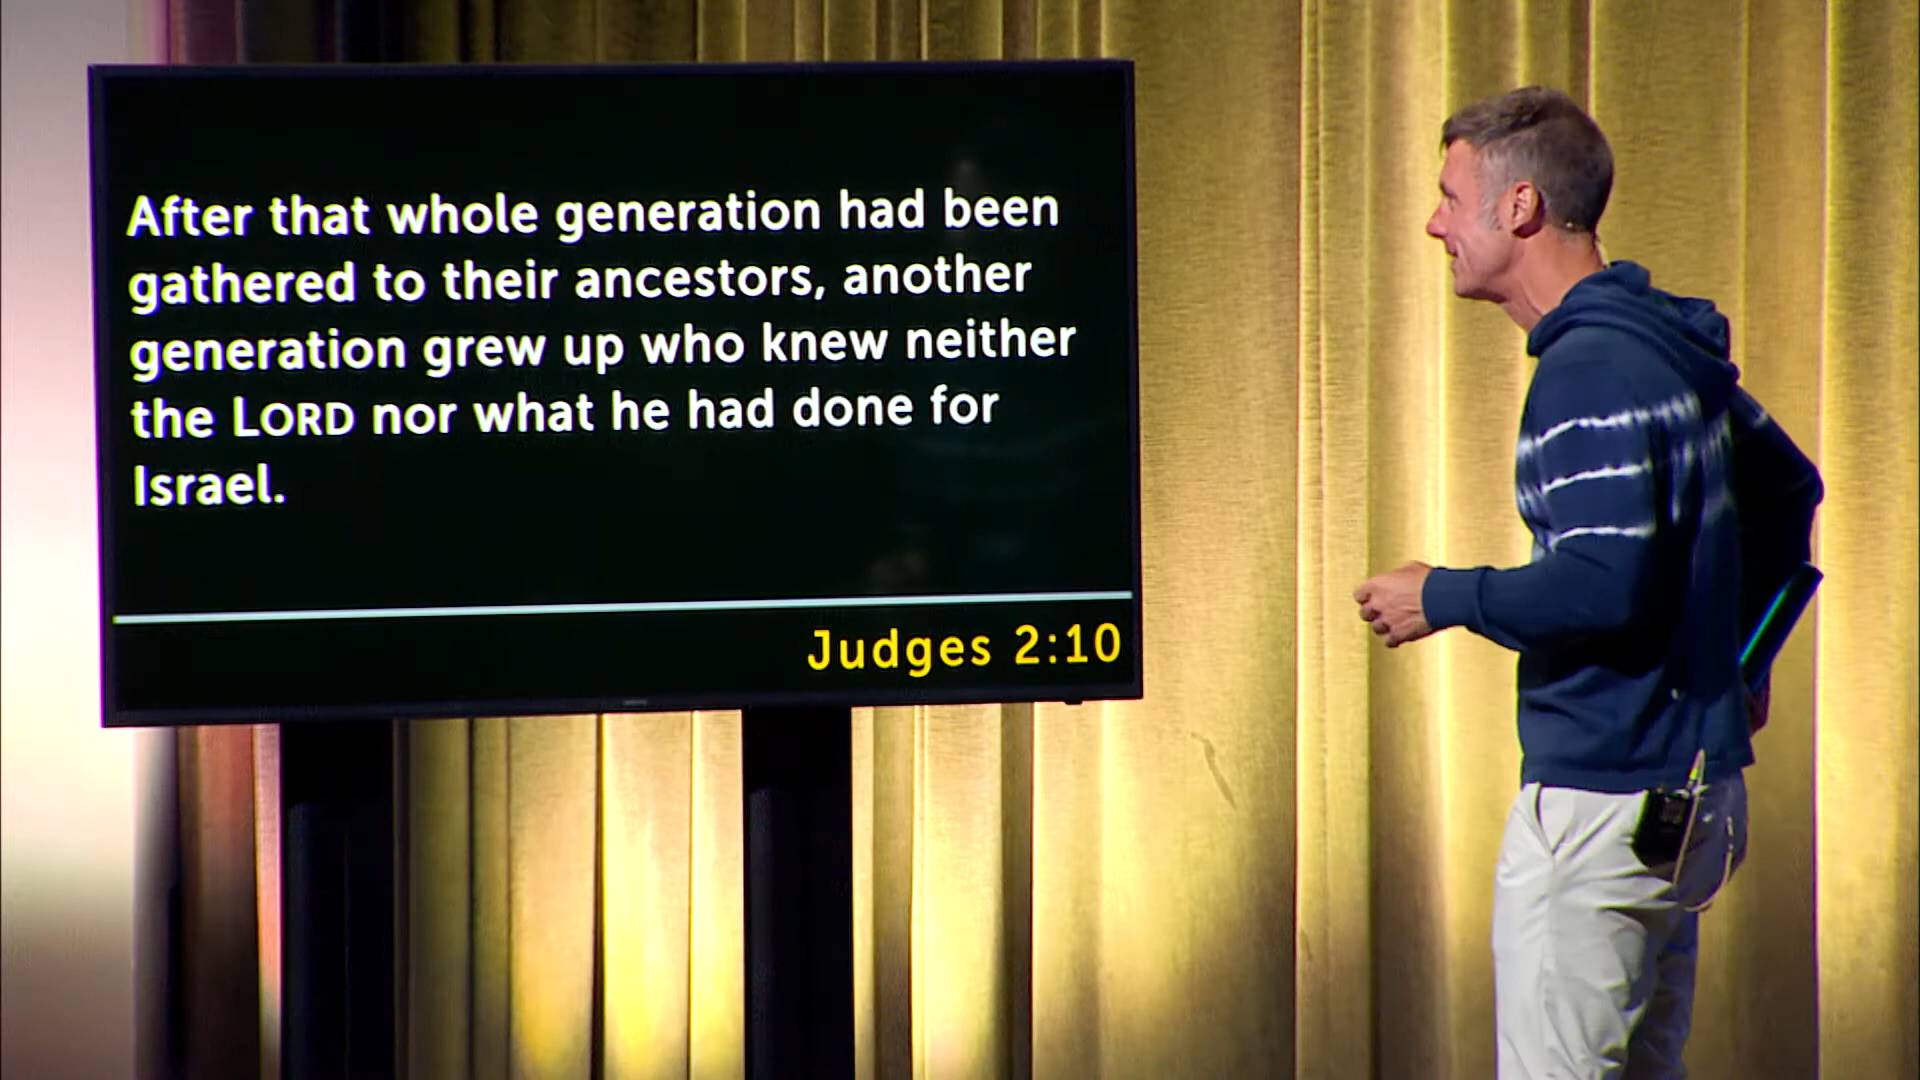 After that whole generation had been
gathered to their ancestors, another
generation grew up who knew neither
the LORD nor what he had done for
Israel.
Judges 2:10